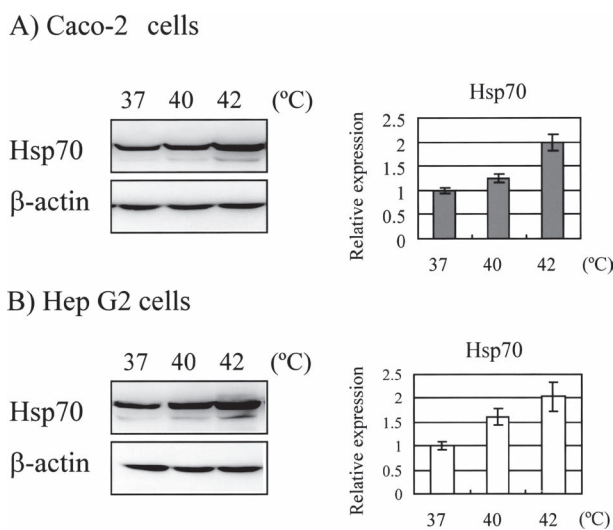 A) Caco-2 cells
37 40 42 (ºC)
Hsp70
β-actin
Hsp70
Relative expression
2.5
2
1.5
1
0.5
0
37 40 42 (ºC)
B) Hep G2 cells
37 40 42 (ºC)
Hsp70
β-actin
Hsp70
Relative expression
2.5
2
1.5
1
0.5
0
37 40 42 (ºC)